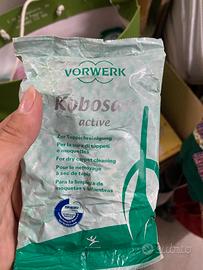 VORWERK
Kobosan
active
Zur Teppichreinigung
Per la cura di tappeti
e moquettes
For dry carpet cleaning
Pour le nettoyage
à sec de tapis
Para la limpieza de
moquetas y alfombras
subito